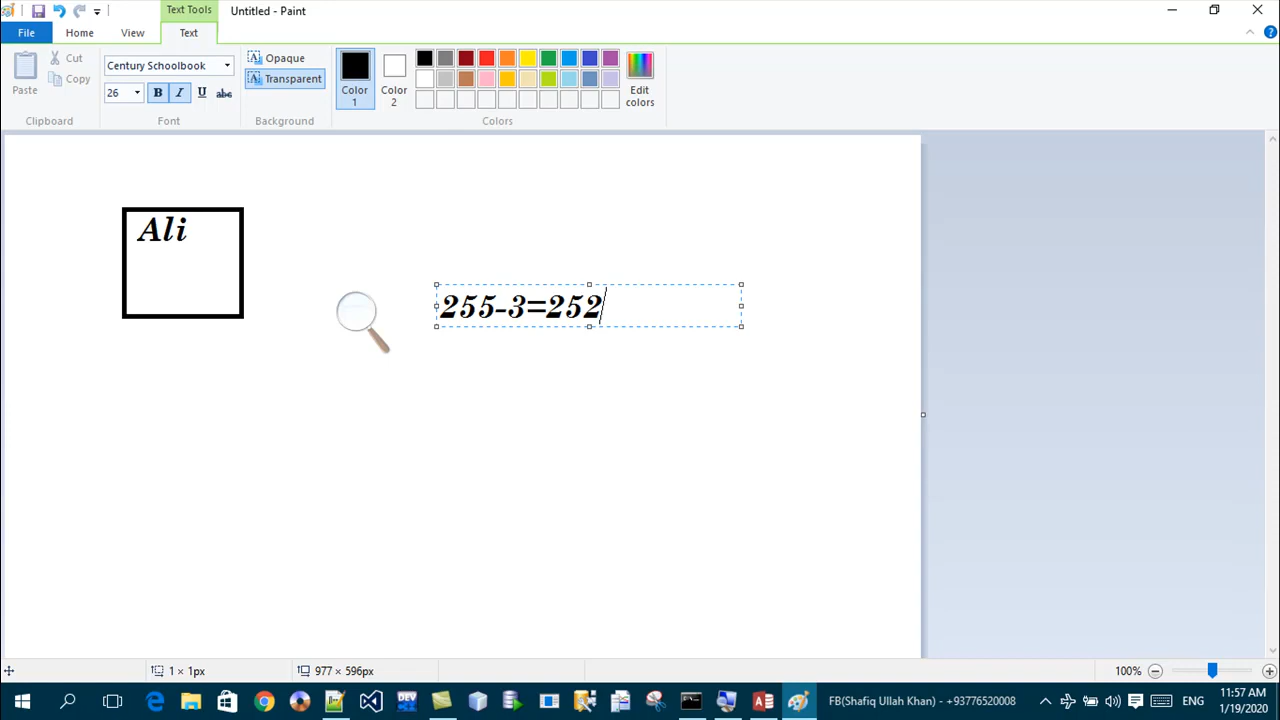 Text Tools
Untitled - Paint
File
Home
View
Text
Paste
Cut
Copy
Clipboard
Century Schoolbook
26
B
I
U
abc
Font
A
Opaque
A
Transparent
Background
Color 1
Color 2
Edit colors
Colors
Ali
255-3=252
1 × 1px
977 × 596px
100%
DEV
FB(Shafiq Ullah Khan) - +93776520008
ENG
11:57 AM
1/19/2020